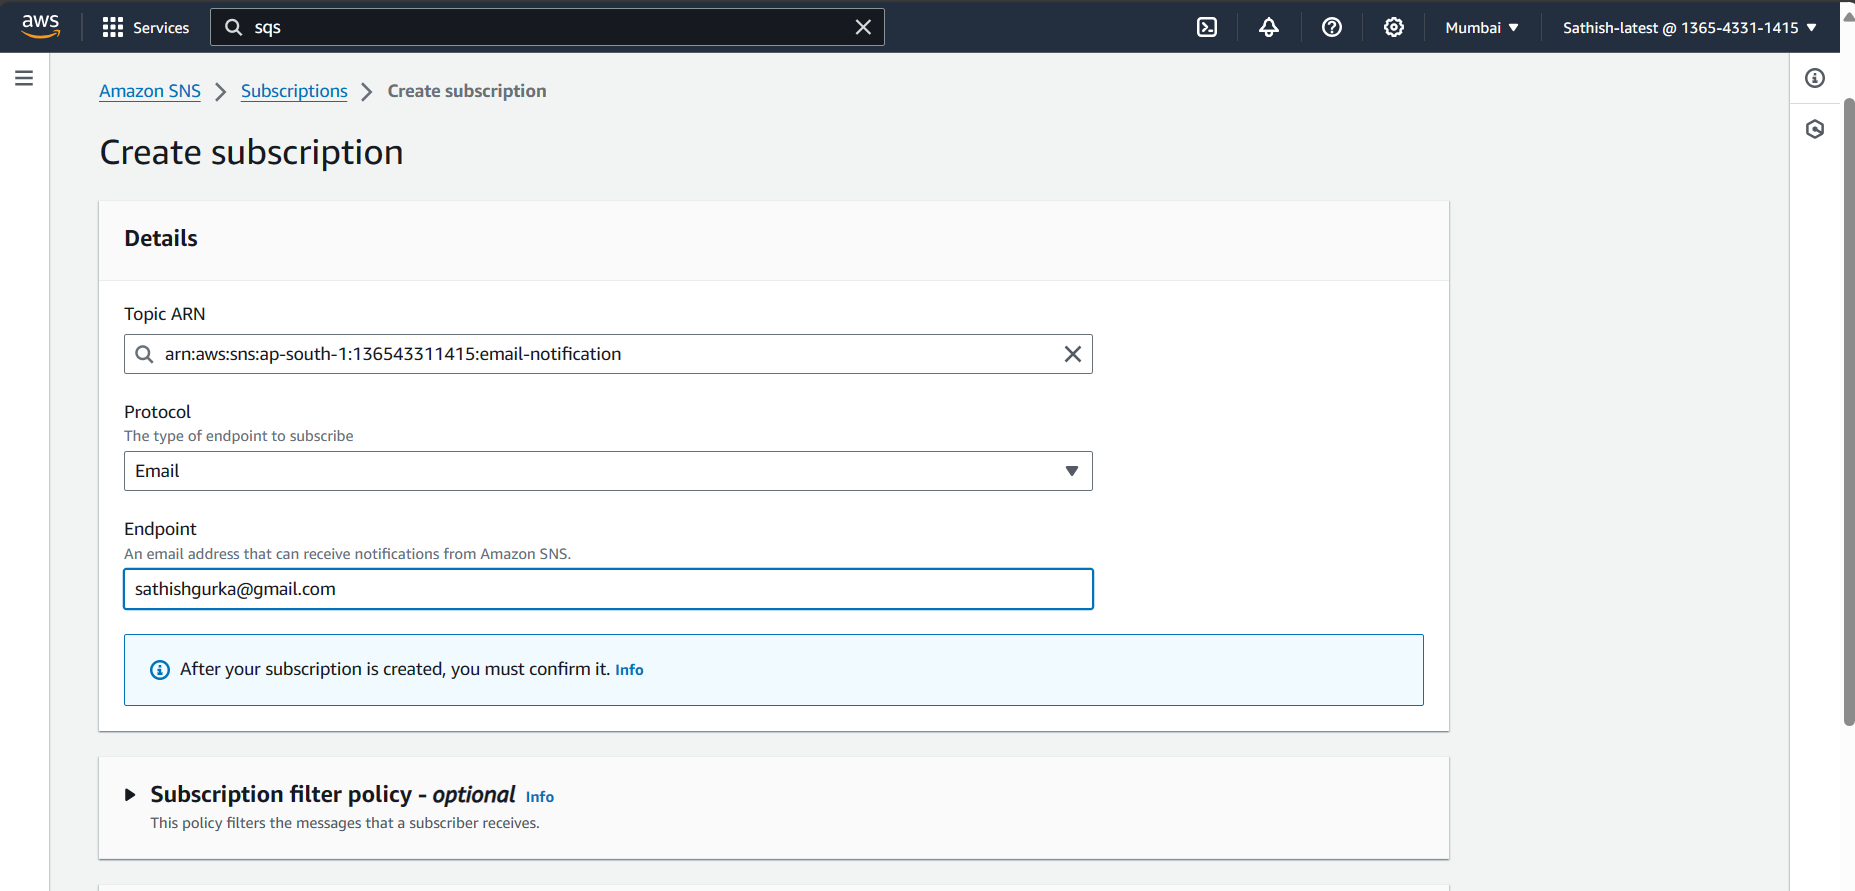 aws Services sqs Mumbai Sathish-latest @ 1365-4331-1415
Amazon SNS Subscriptions Create subscription
Create subscription
Details
Topic ARN
arn:aws:sns:ap-south-1:136543311415:email-notification
Protocol
The type of endpoint to subscribe
Email
Endpoint
An email address that can receive notifications from Amazon SNS.
sathishgurka@gmail.com
After your subscription is created, you must confirm it. Info
Subscription filter policy - optional Info
This policy filters the messages that a subscriber receives.